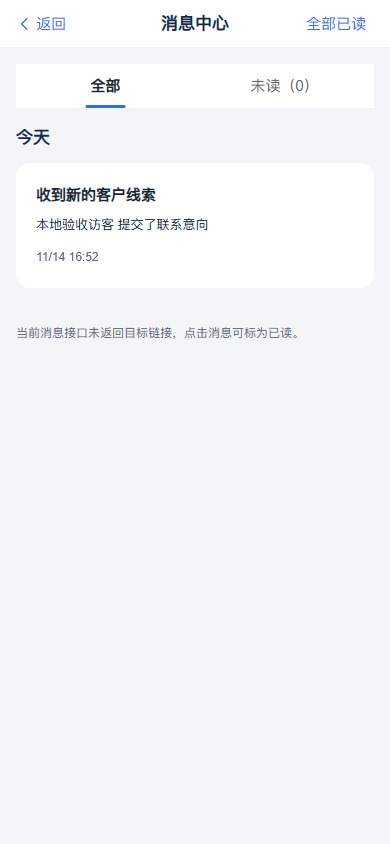 返回
消息中心
全部已读
全部
未读（0）
今天
收到新的客户线索
本地验收访客 提交了联系意向
11/14 16:52
当前消息接口未返回目标链接，点击消息可标为已读。